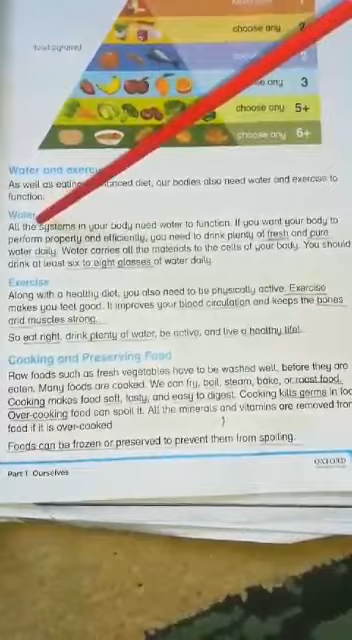 choose any 2
food pyramid
any 3
choose any 5+
choose any 6+
Water and
As well as eating balanced diet, our bodies also need water and exercise to
function.
Water
All the systems in your body need water to function. If you want your body to
perform properly and efficiently, you need to drink plenty of fresh and pure
water daily. Water carries all the materials to the cells of your body. You should
drink at least six to eight glasses of water daily.
Exercise
Along with a healthy diet, you also need to be physically active. Exercise
makes you feel good. It improves your blood circulation and keeps the bones
and muscles strong.
So eat right, drink plenty of water, be active, and live a healthy life!
Cooking and Preserving Food
Raw foods such as fresh vegetables have to be washed well, before they are
eaten. Many foods are cooked. We can fry, boil, steam, bake, or roast food.
Cooking makes food soft, tasty, and easy to digest. Cooking kills germs in
Over-cooking food can spoil it. All the minerals and vitamins are removed from
food if it is over-cooked
Foods can be frozen or preserved to prevent them from spoiling.
Part 1 Ourselves
OXFORD